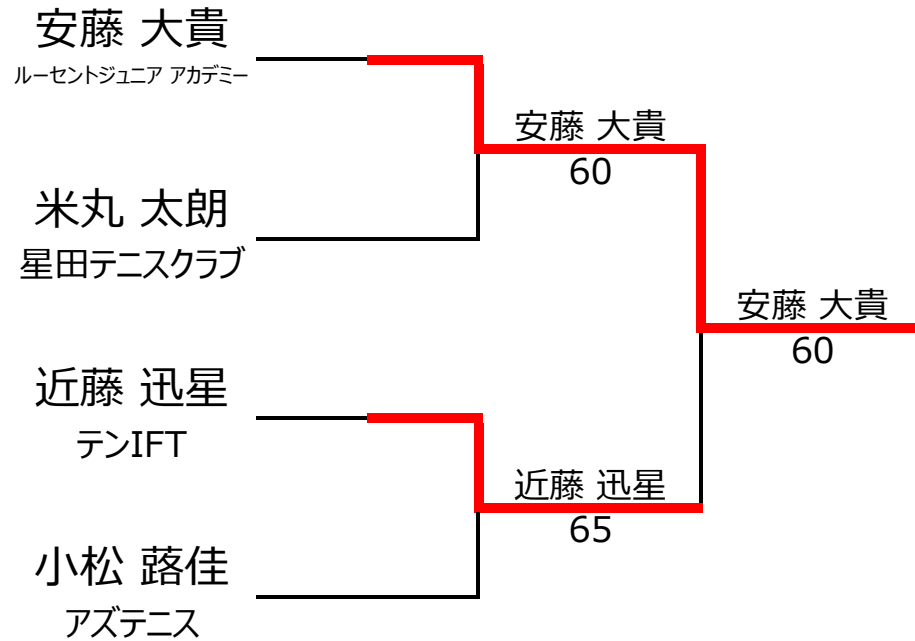 安藤 大貴
ルーセントジュニア アカデミー
米丸 太朗
星田テニスクラブ
近藤 迅星
テンIFT
小松 蕗佳
アズテニス
安藤 大貴
60
近藤 迅星
65
安藤 大貴
60